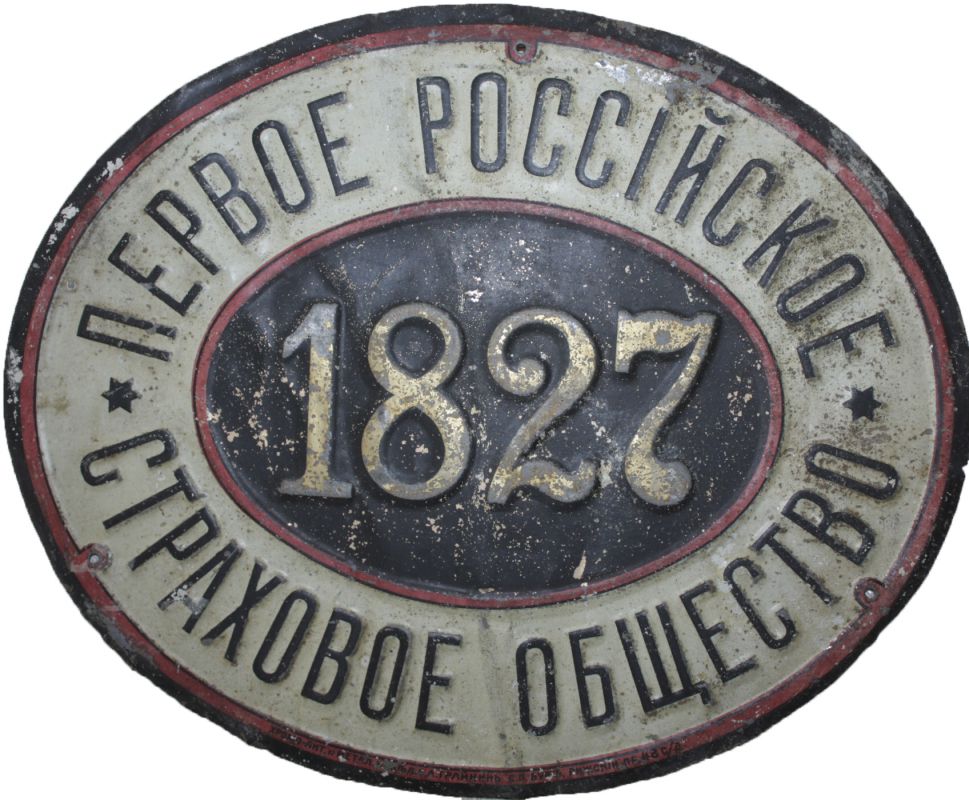 ПЕРВОЕ РОССІЙСКОЕ
1827
СТРАХОВОЕ ОБЩЕСТВО